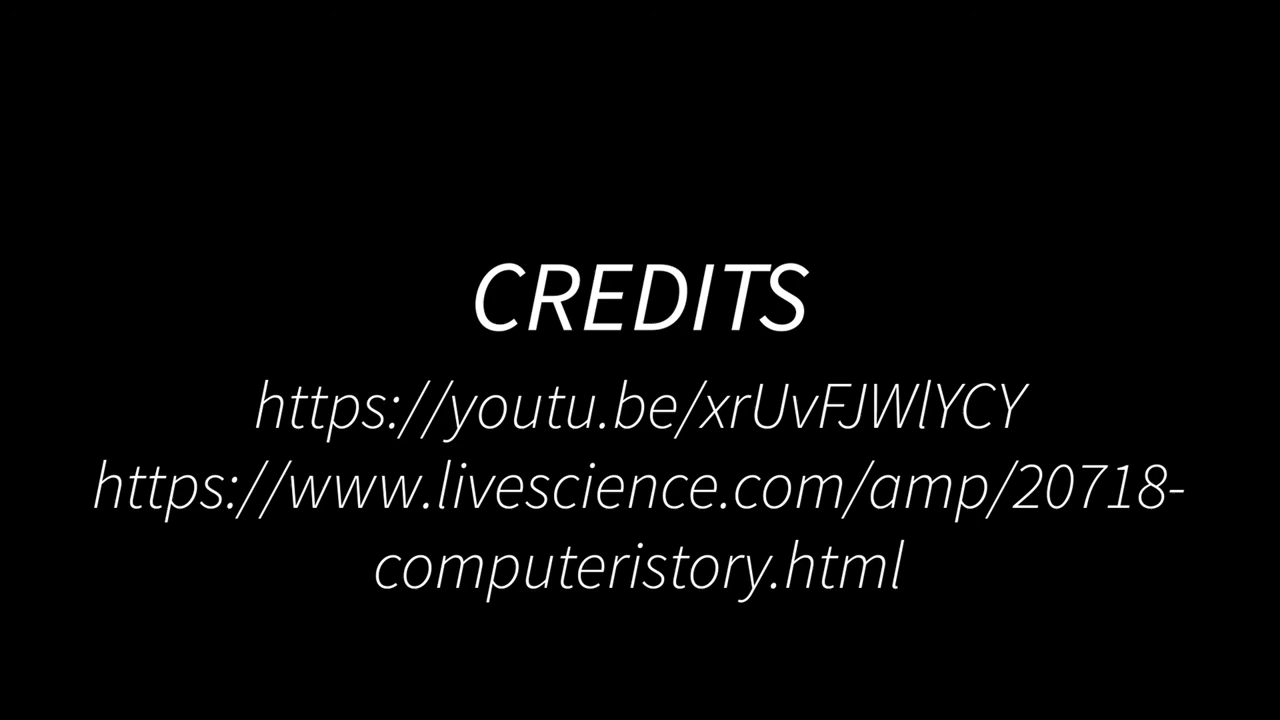 CREDITS
https://youtu.be/xrUvFJWlYCY
https://www.livescience.com/amp/20718-
computeristory.html